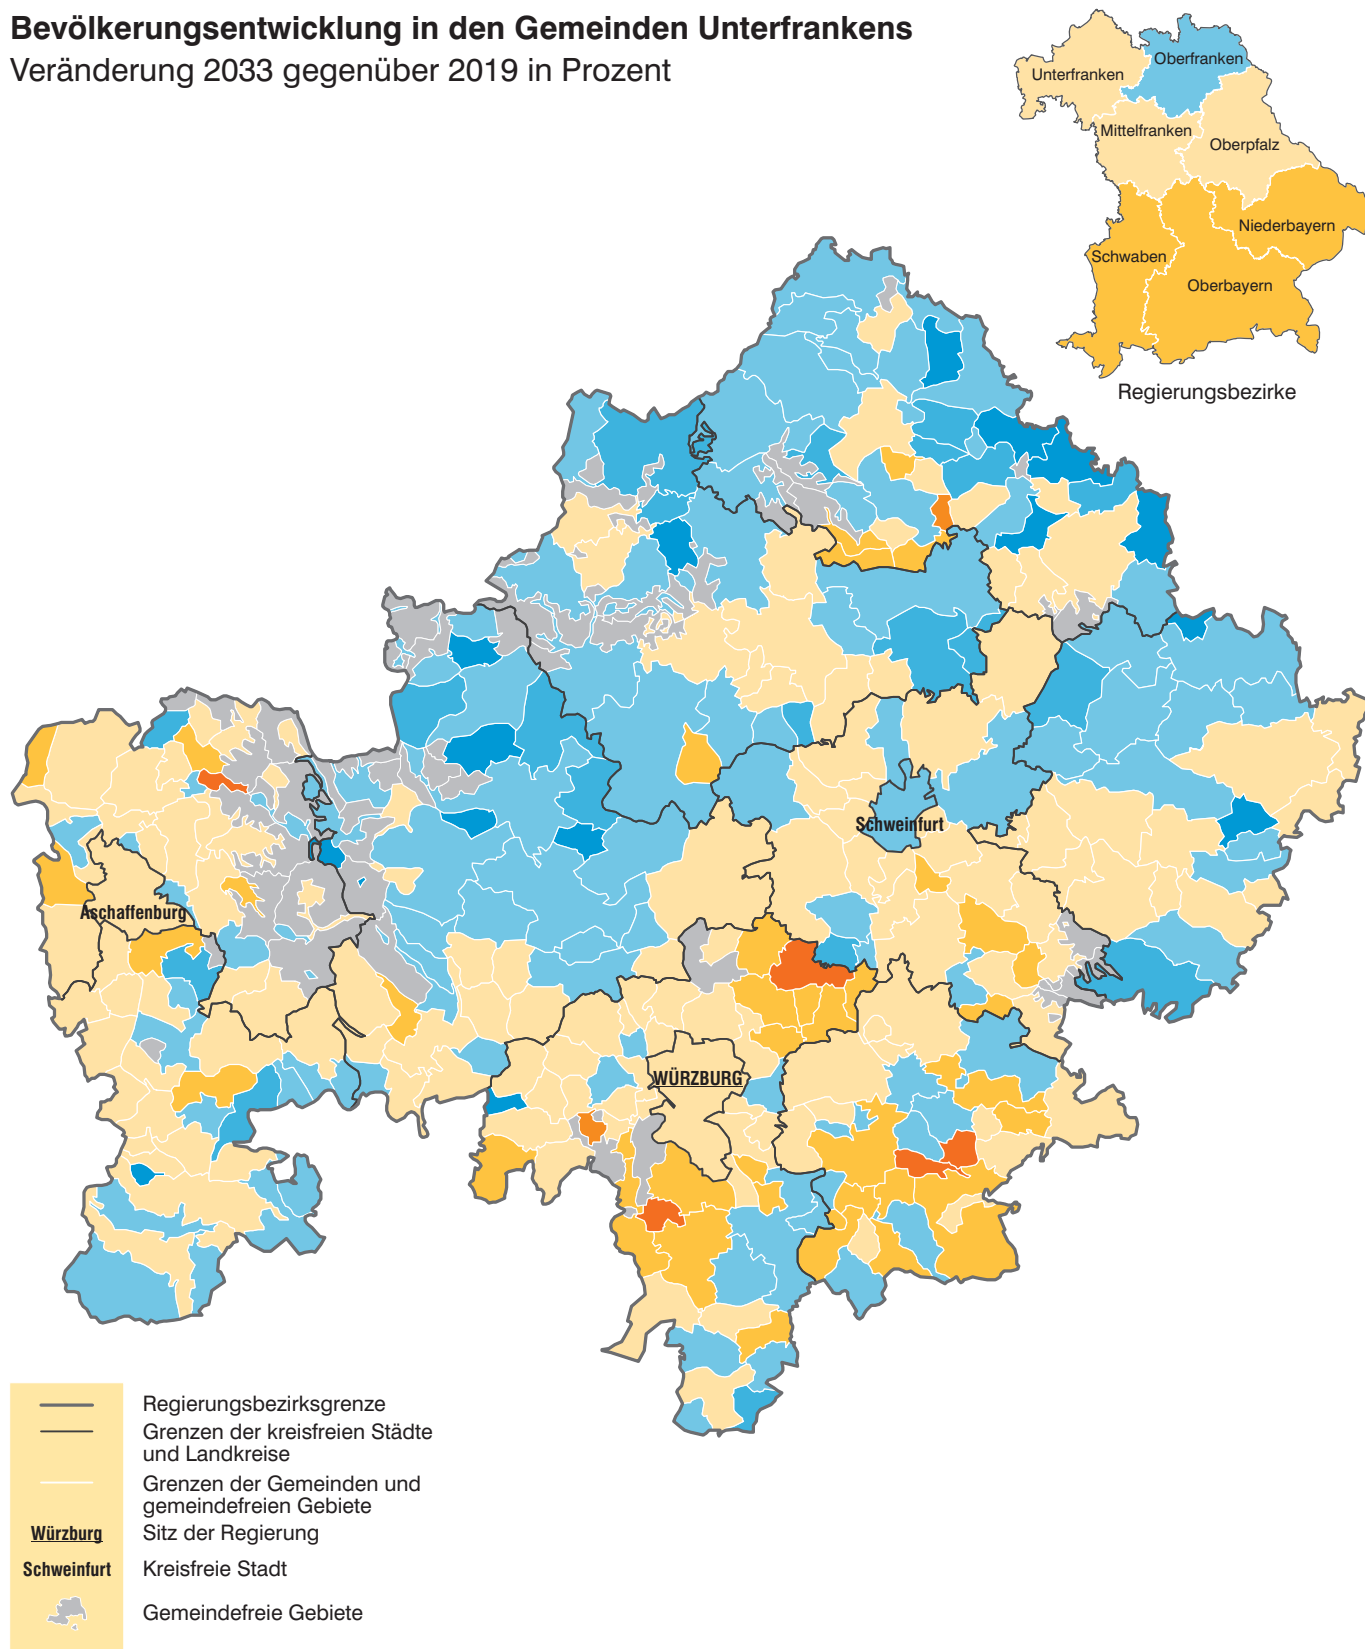 Bevölkerungsentwicklung in den Gemeinden Unterfrankens
Veränderung 2033 gegenüber 2019 in Prozent
Oberfranken
Unterfranken
Mittelfranken
Oberpfalz
Niederbayern
Schwaben
Oberbayern
Regierungsbezirke
Schweinfurt
Aschaffenburg
WÜRZBURG
Regierungsbezirksgrenze
Grenzen der kreisfreien Städte
und Landkreise
Grenzen der Gemeinden und
gemeindefreien Gebiete
Würzburg Sitz der Regierung
Schweinfurt Kreisfreie Stadt
Gemeindefreie Gebiete